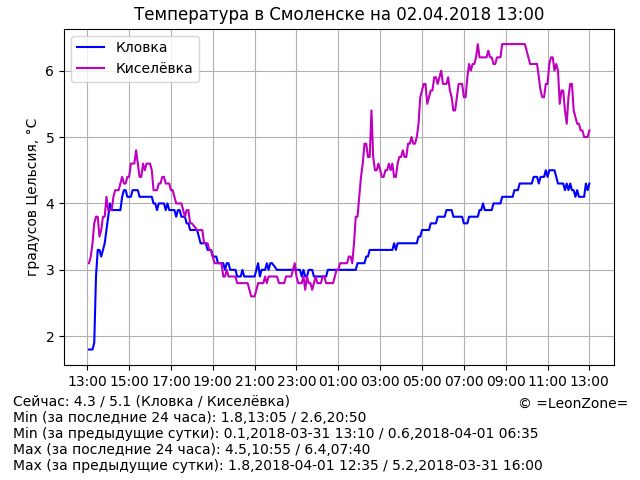 Температура в Смоленске на 02.04.2018 13:00
Кловка
Киселёвка
градусов Цельсия, °C
6
5
4
3
2
13:00 15:00 17:00 19:00 21:00 23:00 01:00 03:00 05:00 07:00 09:00 11:00 13:00
Сейчас: 4.3 / 5.1 (Кловка / Киселёвка)
© =LeonZone=
Min (за последние 24 часа): 1.8,13:05 / 2.6,20:50
Min (за предыдущие сутки): 0.1,2018-03-31 13:10 / 0.6,2018-04-01 06:35
Max (за последние 24 часа): 4.5,10:55 / 6.4,07:40
Max (за предыдущие сутки): 1.8,2018-04-01 12:35 / 5.2,2018-03-31 16:00